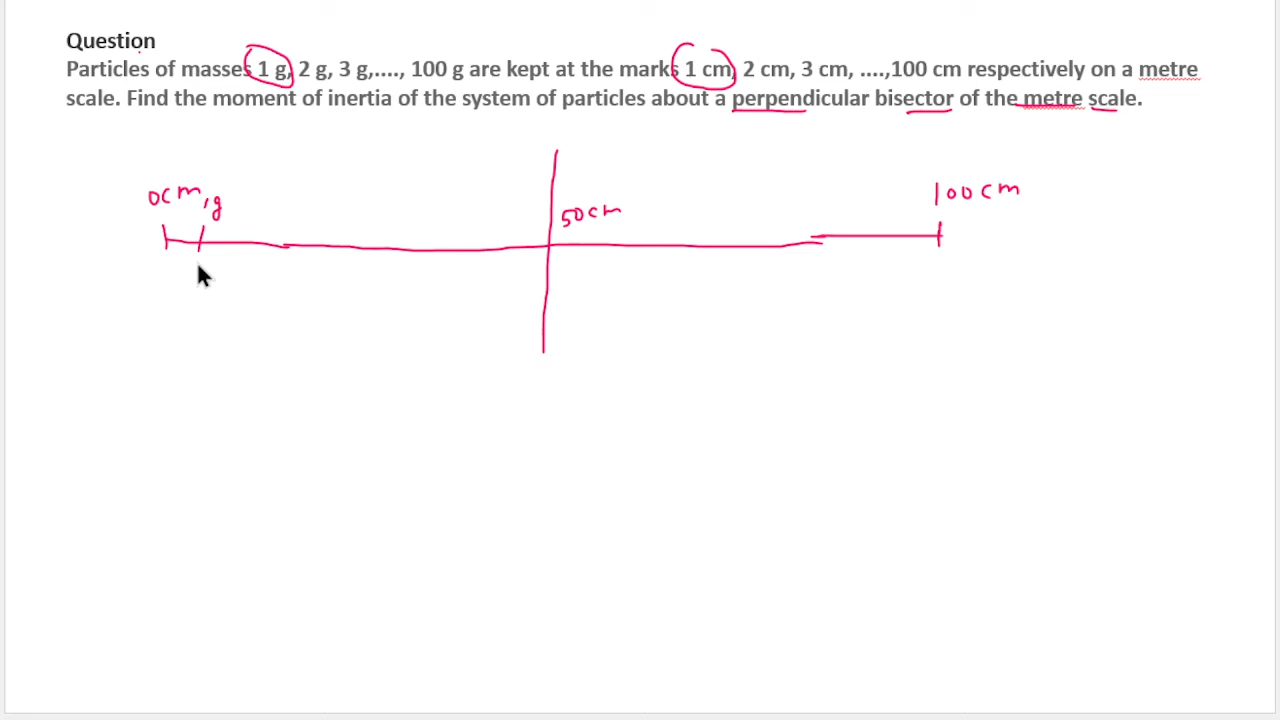 Question
Particles of masses 1 g, 2 g, 3 g,...., 100 g are kept at the marks 1 cm, 2 cm, 3 cm, ....,100 cm respectively on a metre
scale. Find the moment of inertia of the system of particles about a perpendicular bisector of the metre scale.
0cm 1g 100cm
50cm